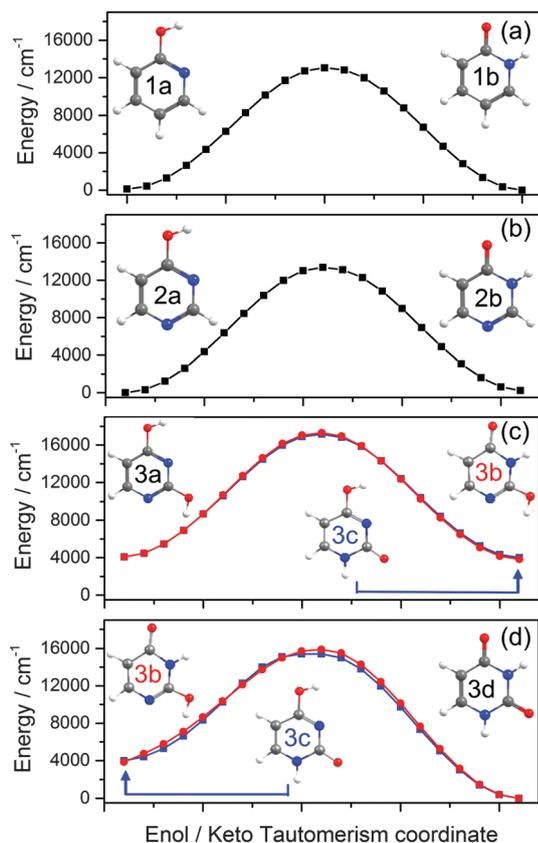 (a)
16000
12000
8000
4000
0
Energy / cm⁻¹
1a
1b
(b)
16000
12000
8000
4000
0
Energy / cm⁻¹
2a
2b
(c)
16000
12000
8000
4000
0
Energy / cm⁻¹
3a
3b
3c
(d)
16000
12000
8000
4000
0
Energy / cm⁻¹
3b
3c
3d
Enol / Keto Tautomerism coordinate